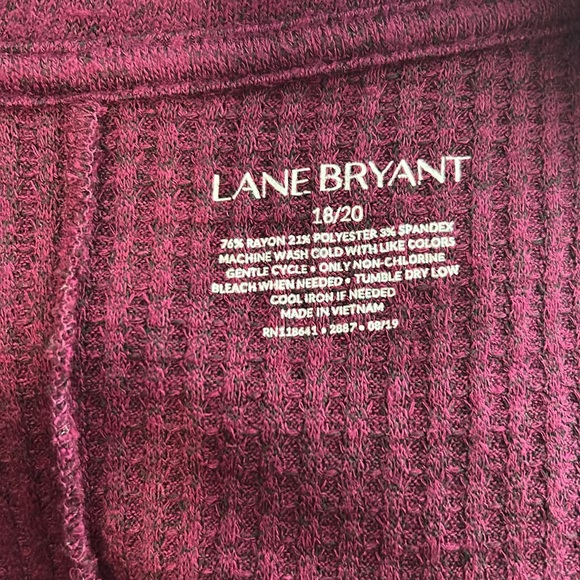 LANE BRYANT
18/20
76% RAYON 21% POLYESTER 3% SPANDEX
MACHINE WASH COLD WITH LIKE COLORS
GENTLE CYCLE • ONLY NON-CHLORINE
BLEACH WHEN NEEDED • TUMBLE DRY LOW
COOL IRON IF NEEDED
MADE IN VIETNAM
RN118641 • 2887 • 08/19